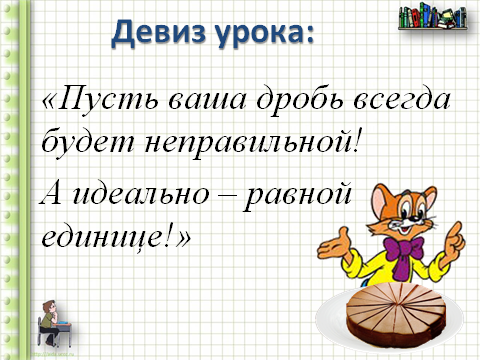 Девиз урока:
«Пусть ваша дробь всегда
будет неправильной!
А идеально – равной
единице!»